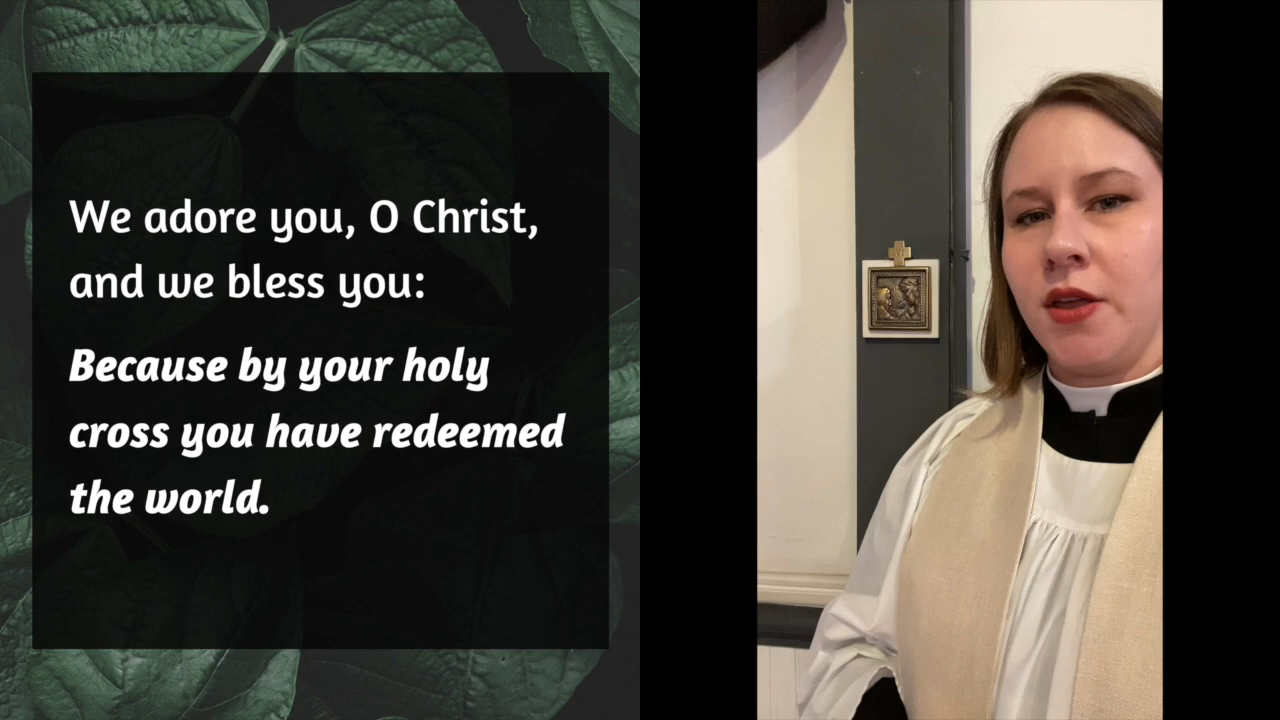 We adore you, O Christ,
and we bless you:
Because by your holy
cross you have redeemed
the world.